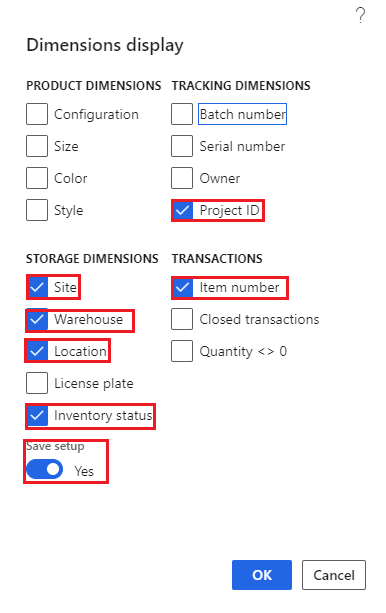 ?
Dimensions display
PRODUCT DIMENSIONS
Configuration
Size
Color
Style
TRACKING DIMENSIONS
Batch number
Serial number
Owner
Project ID
STORAGE DIMENSIONS
Site
Warehouse
Location
License plate
Inventory status
Save setup
Yes
TRANSACTIONS
Item number
Closed transactions
Quantity <> 0
OK
Cancel